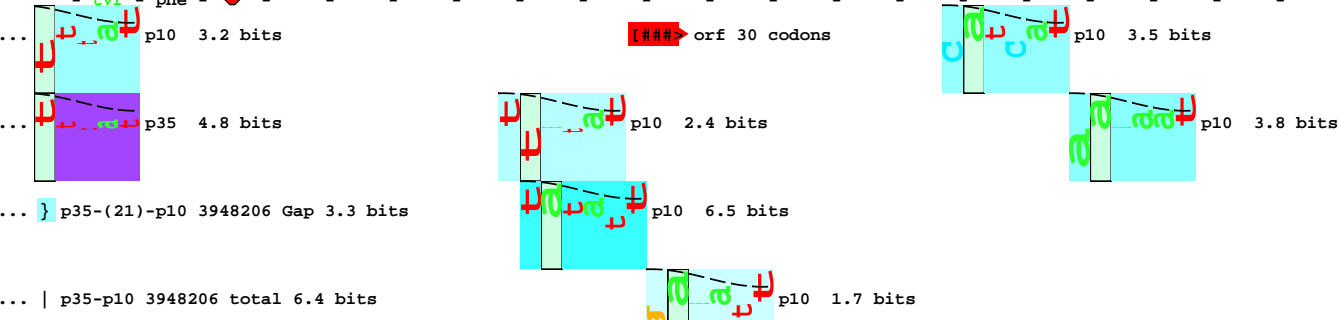 tyr phe
... p10 3.2 bits [###> orf 30 codons p10 3.5 bits
... p35 4.8 bits p10 2.4 bits p10 3.8 bits
... } p35-(21)-p10 3948206 Gap 3.3 bits p10 6.5 bits
... | p35-p10 3948206 total 6.4 bits p10 1.7 bits